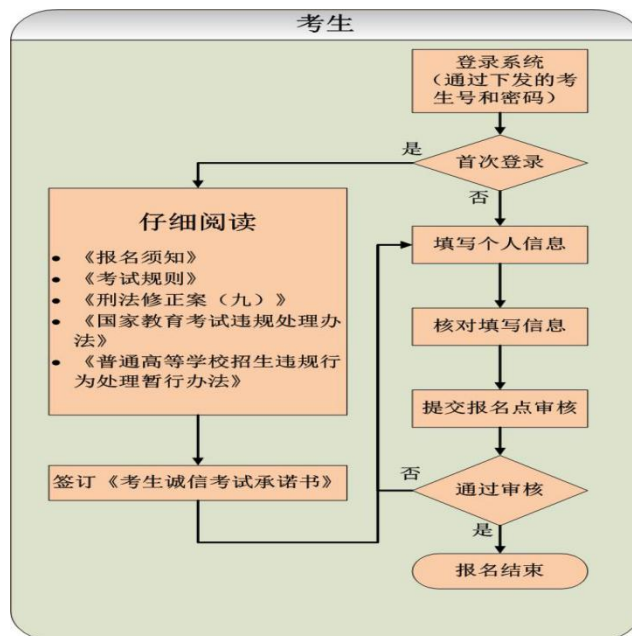 考生
登录系统
（通过下发的考
生号和密码）
是
首次登录
否
仔细阅读
• 《报名须知》
• 《考试规则》
• 《刑法修正案（九）》
• 《国家教育考试违规处理办
法》
• 《普通高等学校招生违规行
为处理暂行办法》
填写个人信息
核对填写信息
提交报名点审核
签订《考生诚信考试承诺书》
否
通过审核
是
报名结束